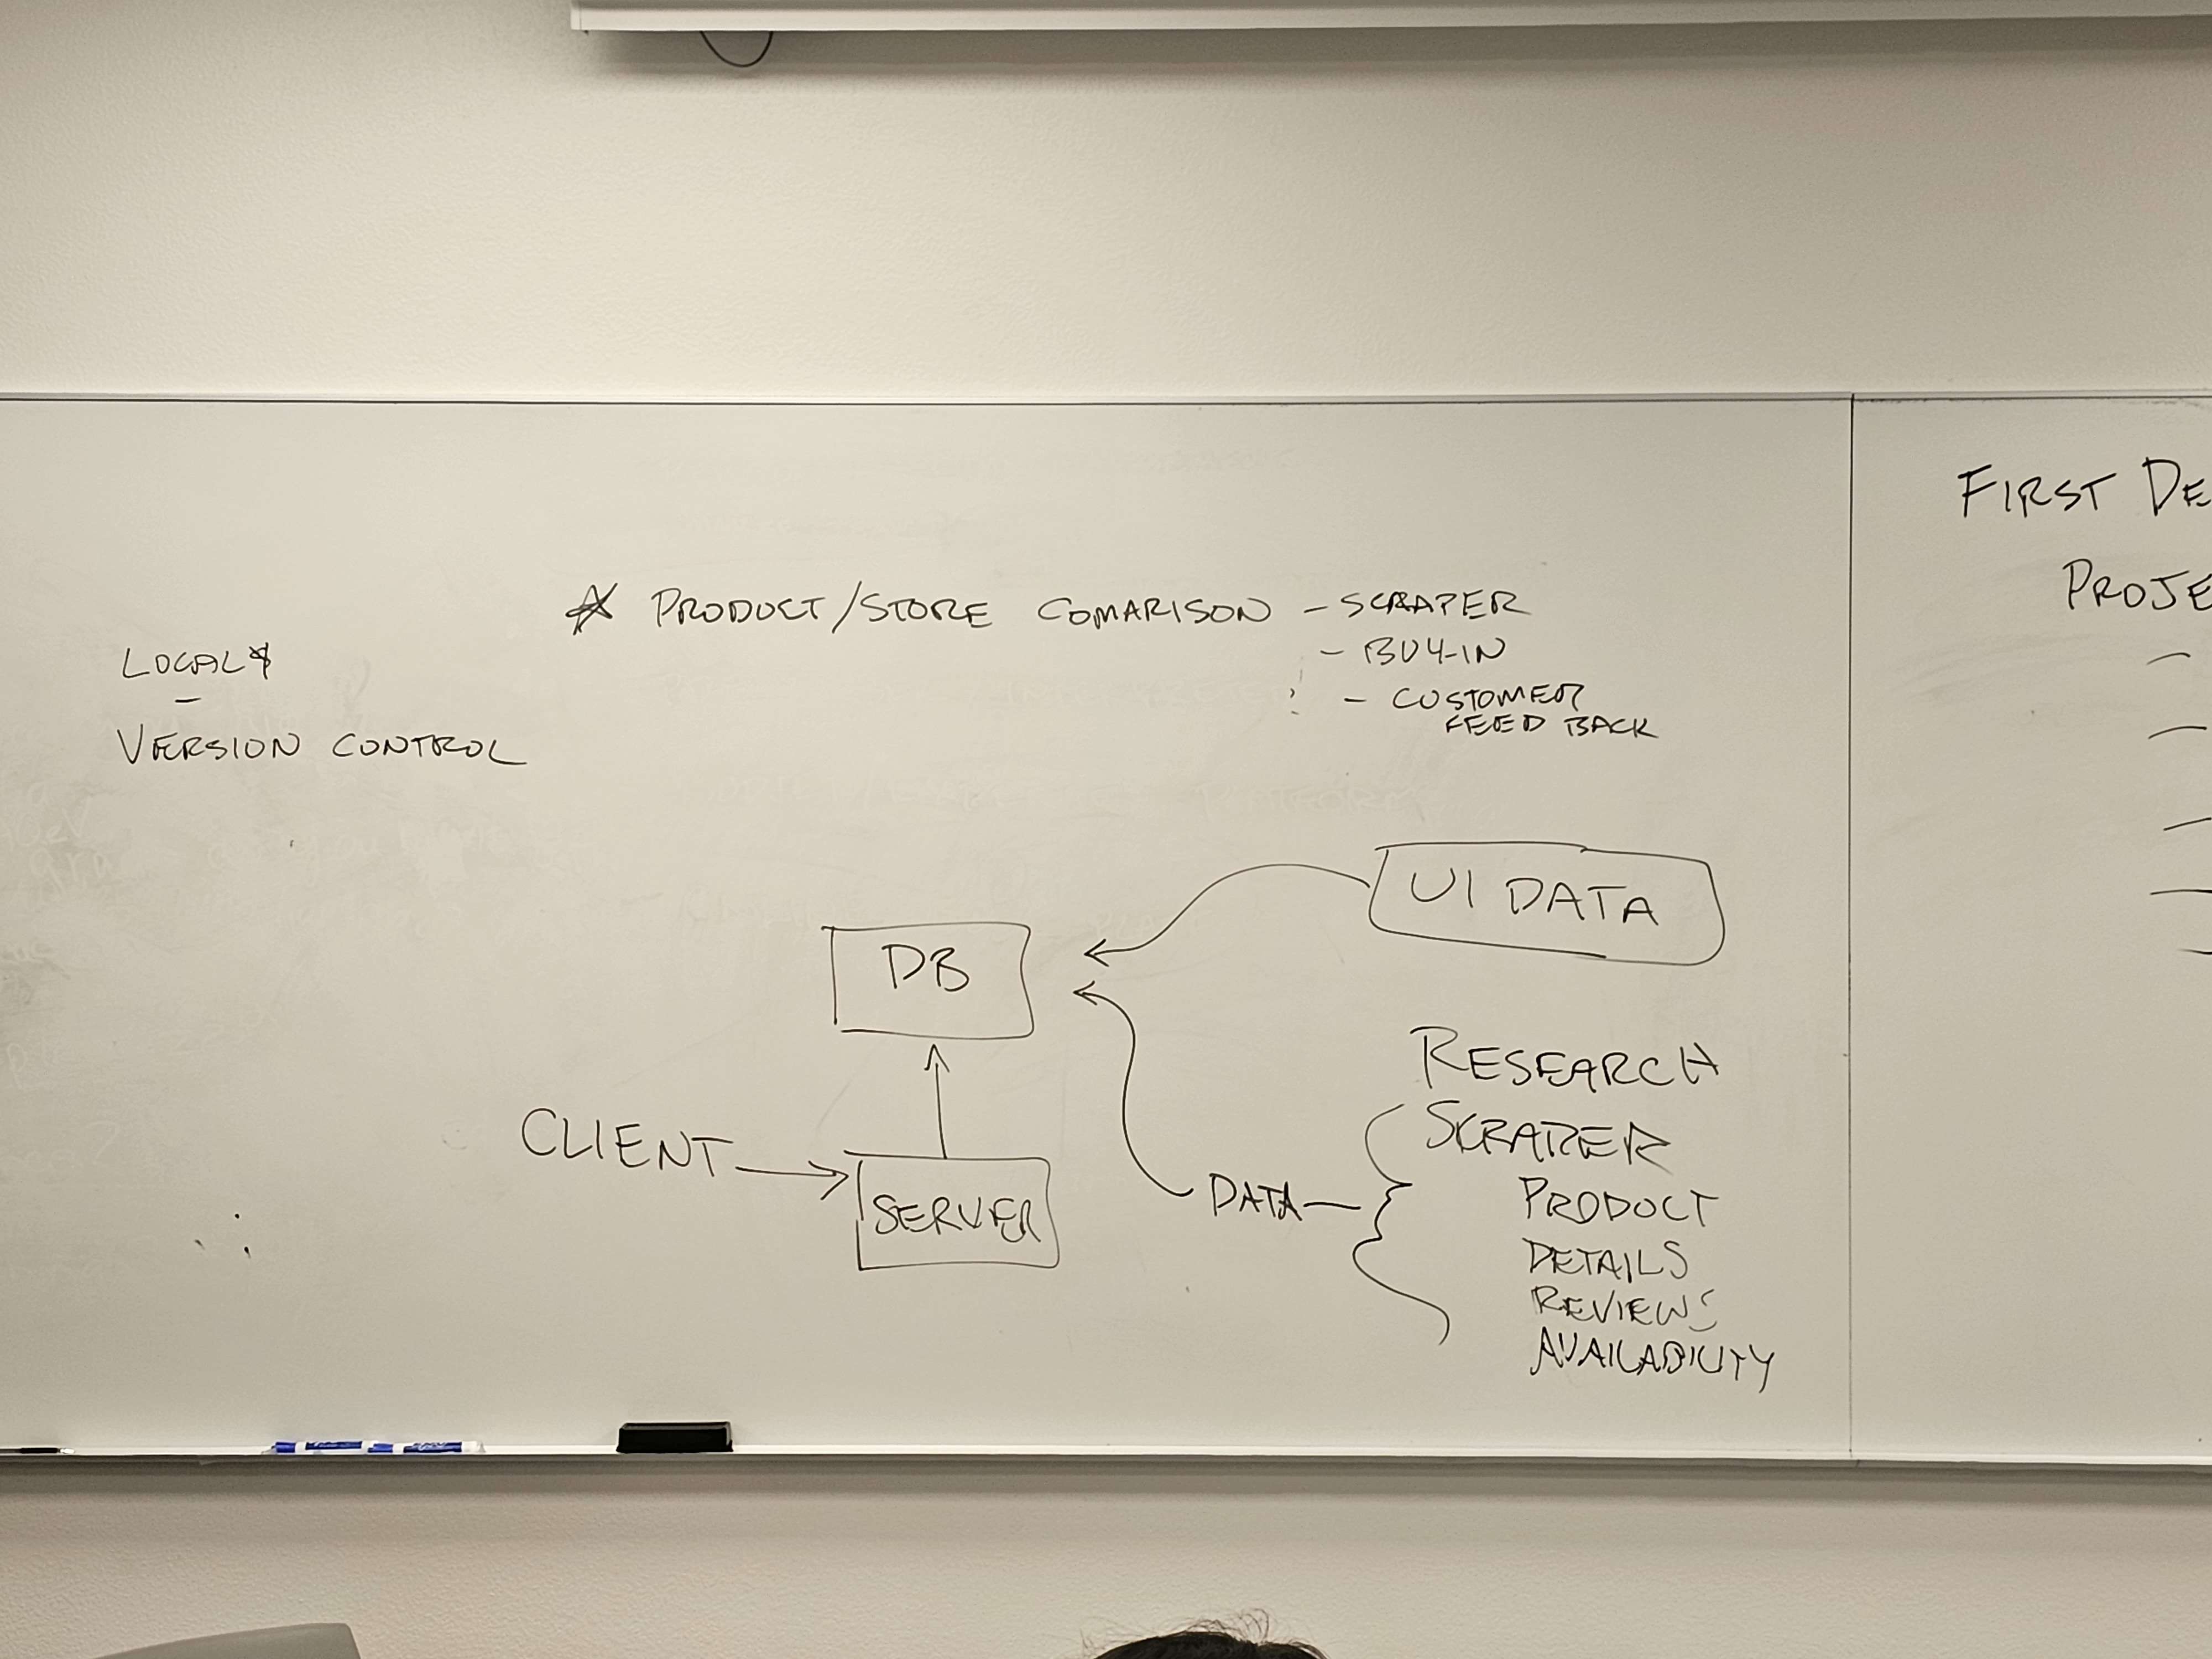 FIRST DE
PROJE
☆ PRODUCT/STORE COMARISON - SCRAPER
- BUY-IN
- CUSTOMER
FEED BACK
LOCAL
-
VERSION CONTROL
UI DATA
DB
CLIENT
SERVER
DATA
RESEARCH
SCRAPER
PRODUCT
DETAILS
REVIEWS
AVAILABILITY